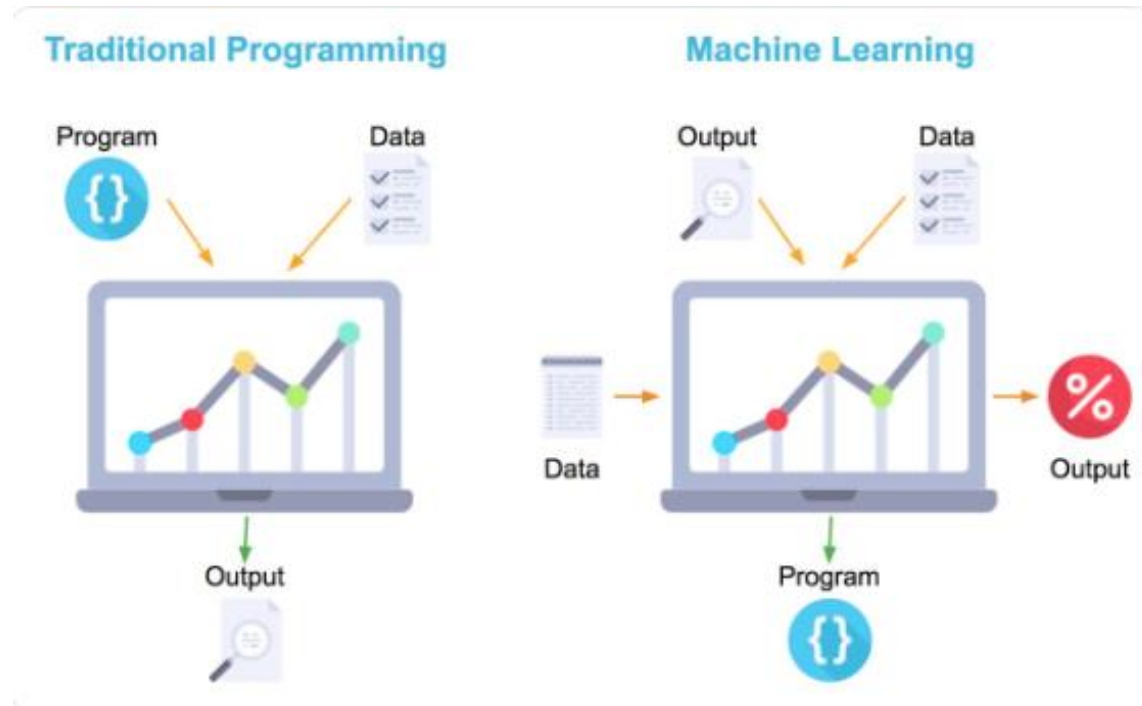 Traditional Programming
Program
Data
{}
Output
Machine Learning
Output
Data
Data
%
Output
Program
{}